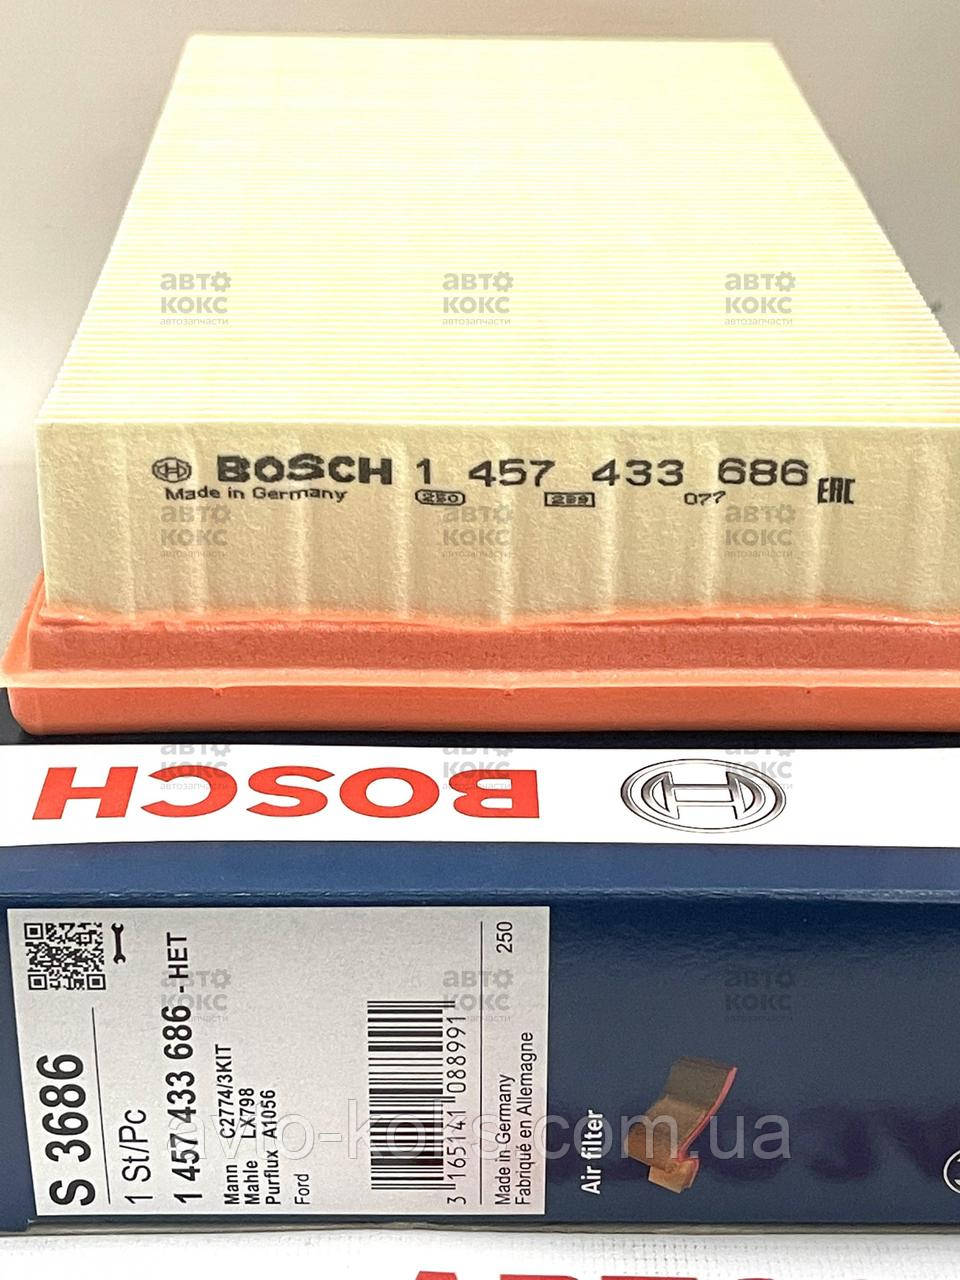 BOSCH 1 457 433 686
Made in Germany 250 299 077 EAC
BOSCH
S 3686
1 St/Pc
1 457 433 686 - HET
Mann C2774/3KIT
Mahle LX798
Purflux A1056
Ford
3 165141 088991
Made in Germany
Fabriqué en Allemagne
250
Air filter
АВТО
КОКС
автозапчасти
avto-koks.com.ua